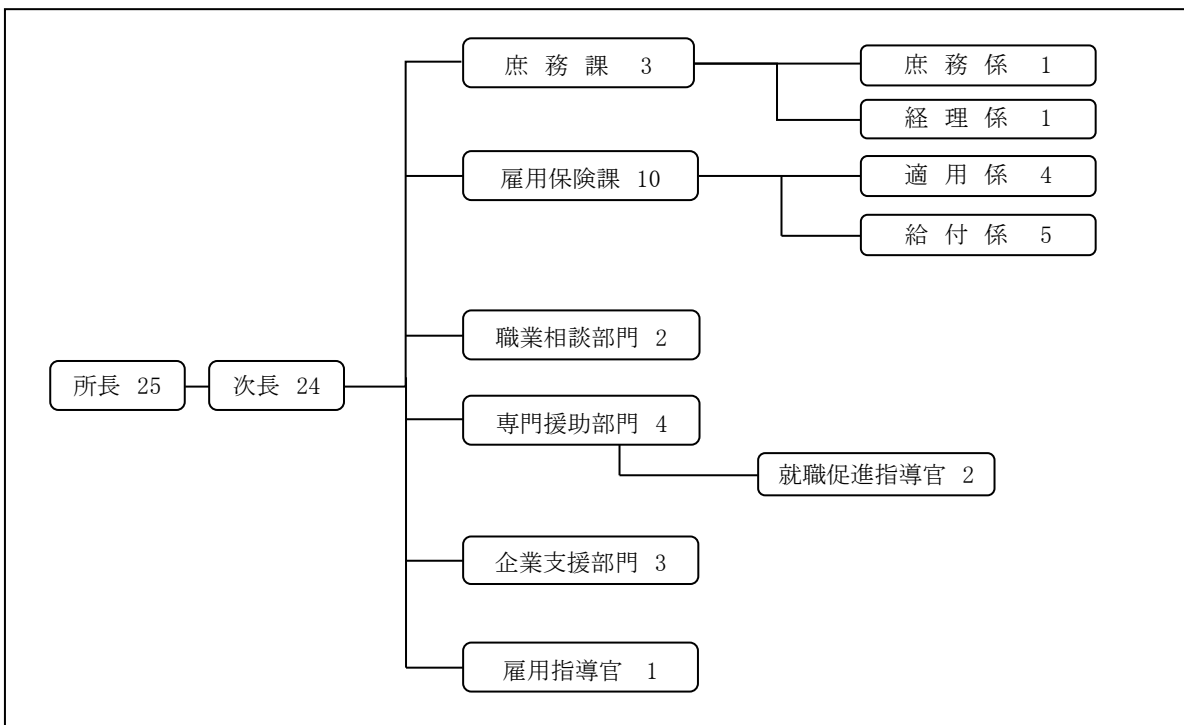 庶 務 課 3
庶 務 係 1
経 理 係 1
雇用保険課 10
適 用 係 4
給 付 係 5
職業相談部門 2
所長 25
次長 24
専門援助部門 4
就職促進指導官 2
企業支援部門 3
雇用指導官 1